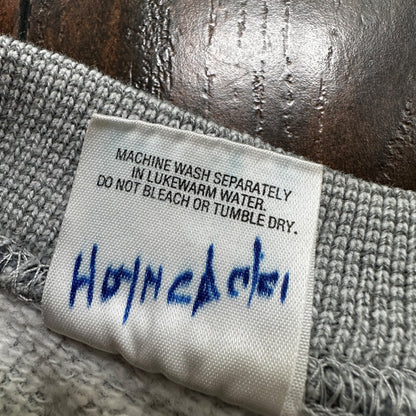 MACHINE WASH SEPARATELY
IN LUKEWARM WATER.
DO NOT BLEACH OR TUMBLE DRY.